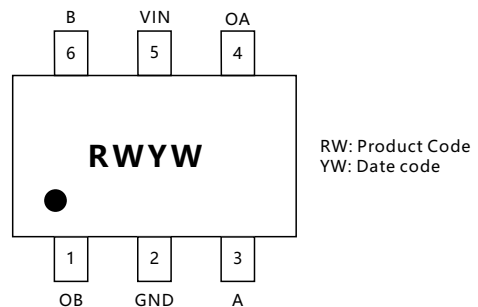 B VIN OA
6 5 4
RWYW
RW: Product Code
YW: Date code
1 2 3
OB GND A